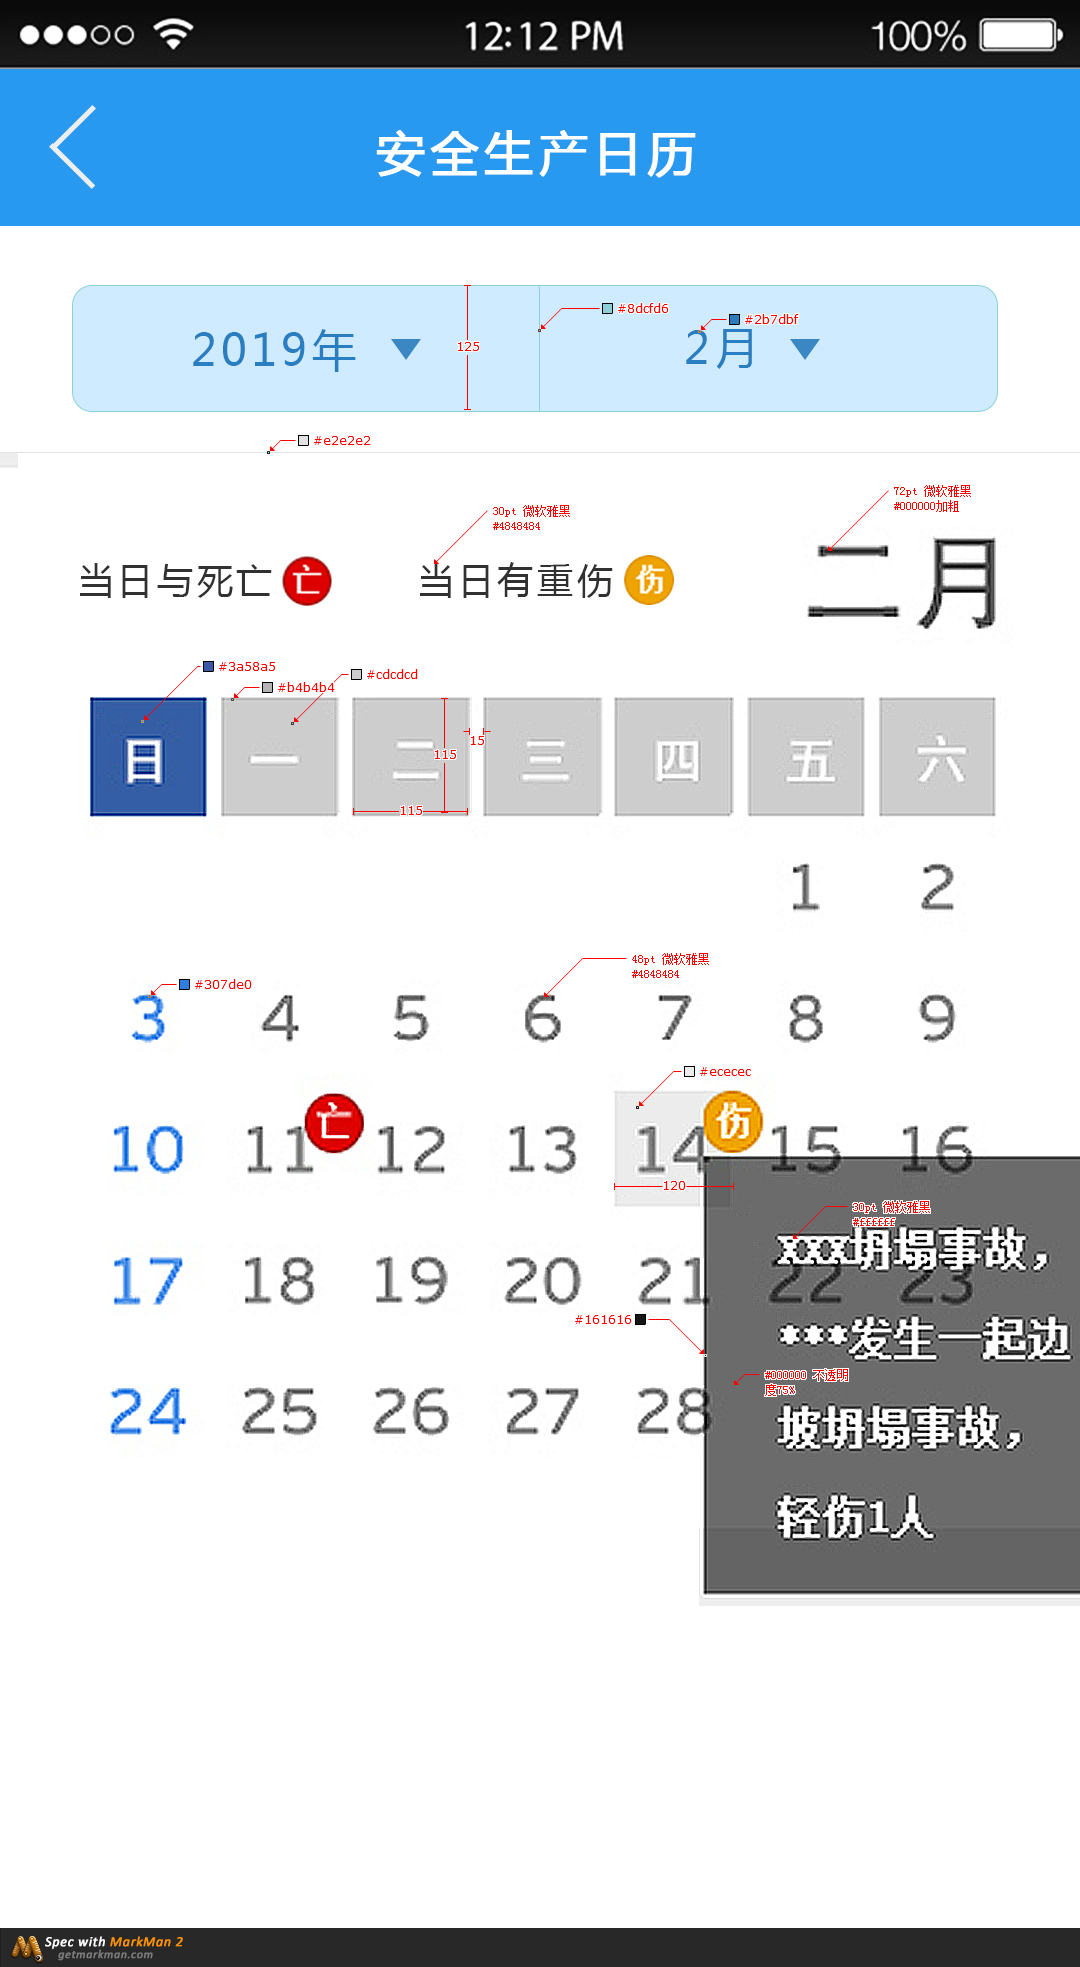 12:12 PM
100%
安全生产日历
2019年
125
#8dcfd6
#2b7dbf
2月
#e2e2e2
72pt 微软雅黑
#000000加粗
30pt 微软雅黑
#4848484
当日与死亡 亡
当日有重伤 伤
二月
#3a58a5
#b4b4b4
#cdcdcd
日 一 二 三 四 五 六
115
15
115
1 2
48pt 微软雅黑
#4848484
#307de0
3 4 5 6 7 8 9
#ececec
10 11 亡 12 13 14 伤 15 16
120
30pt 微软雅黑
#ffffff
xxx坍塌事故,
17 18 19 20 21 22 23
#161616
***发生一起边
#000000 不透明
度75%
24 25 26 27 28
坡坍塌事故,
轻伤1人
Spec with MarkMan 2
getmarkman.com